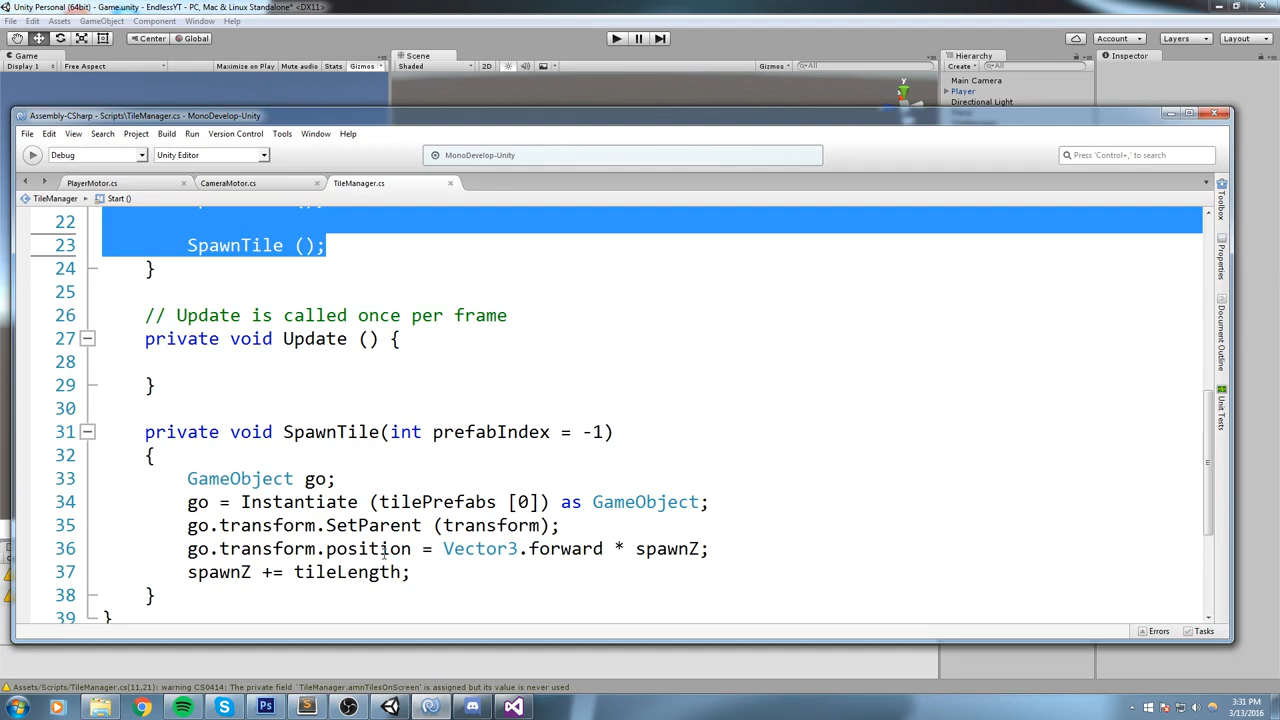 Unity Personal (64bit) - Game.unity - EndlessYT - PC, Mac & Linux Standalone* <DX11>
File Edit Assets GameObject Component Window Help
Center Global Account Layers Layout
Game Scene Hierarchy Inspector
Display 1 Free Aspect Maximize on Play Mute audio Stats Gizmos Shaded 2D Gizmos All Create All
y
Main Camera
Player
Directional Light
Assembly-CSharp - Scripts\TileManager.cs - MonoDevelop-Unity
File Edit View Search Project Build Run Version Control Tools Window Help
Debug Unity Editor MonoDevelop-Unity Press 'Control+,' to search
PlayerMotor.cs CameraMotor.cs TileManager.cs
TileManager Start ()
22
23 SpawnTile ();
24 }
25
26 // Update is called once per frame
27 private void Update () {
28
29 }
30
31 private void SpawnTile(int prefabIndex = -1)
32 {
33 GameObject go;
34 go = Instantiate (tilePrefabs [0]) as GameObject;
35 go.transform.SetParent (transform);
36 go.transform.position = Vector3.forward * spawnZ;
37 spawnZ += tileLength;
38 }
39 }
Toolbox
Properties
Document Outline
Unit Tests
Errors Tasks
Assets/Scripts/TileManager.cs(11,21): warning CS0414: The private field `TileManager.amnTilesOnScreen' is assigned but its value is never used
3:31 PM
3/13/2016